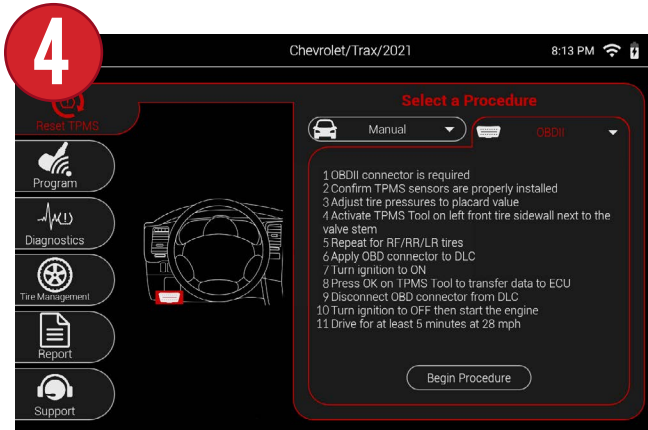 4
Chevrolet/Trax/2021
8:13 PM
Reset TPMS
Program
Diagnostics
Tire Management
Report
Support
Select a Procedure
Manual
OBDII
1 OBDII connector is required
2 Confirm TPMS sensors are properly installed
3 Adjust tire pressures to placard value
4 Activate TPMS Tool on left front tire sidewall next to the
valve stem
5 Repeat for RF/RR/LR tires
6 Apply OBD connector to DLC
7 Turn ignition to ON
8 Press OK on TPMS Tool to transfer data to ECU
9 Disconnect OBD connector from DLC
10 Turn ignition to OFF then start the engine
11 Drive for at least 5 minutes at 28 mph
Begin Procedure